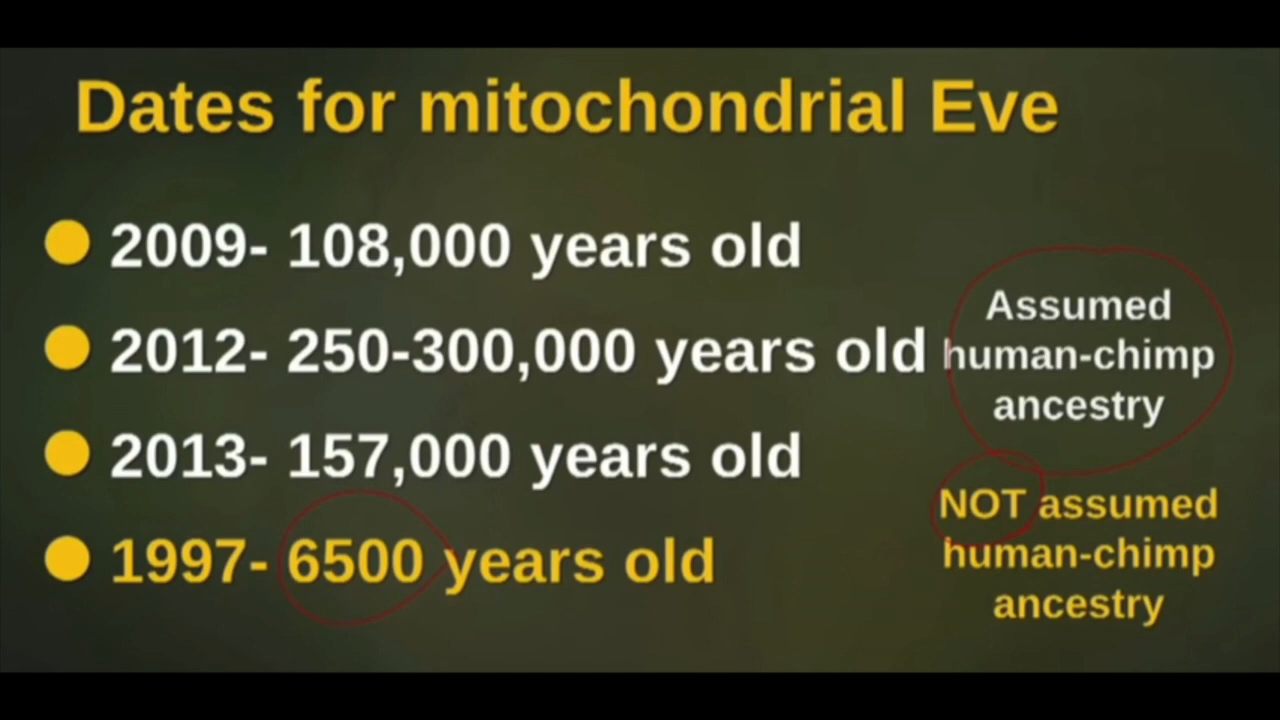 Dates for mitochondrial Eve
2009- 108,000 years old
2012- 250-300,000 years old
2013- 157,000 years old
1997- 6500 years old
Assumed
human-chimp
ancestry
NOT assumed
human-chimp
ancestry